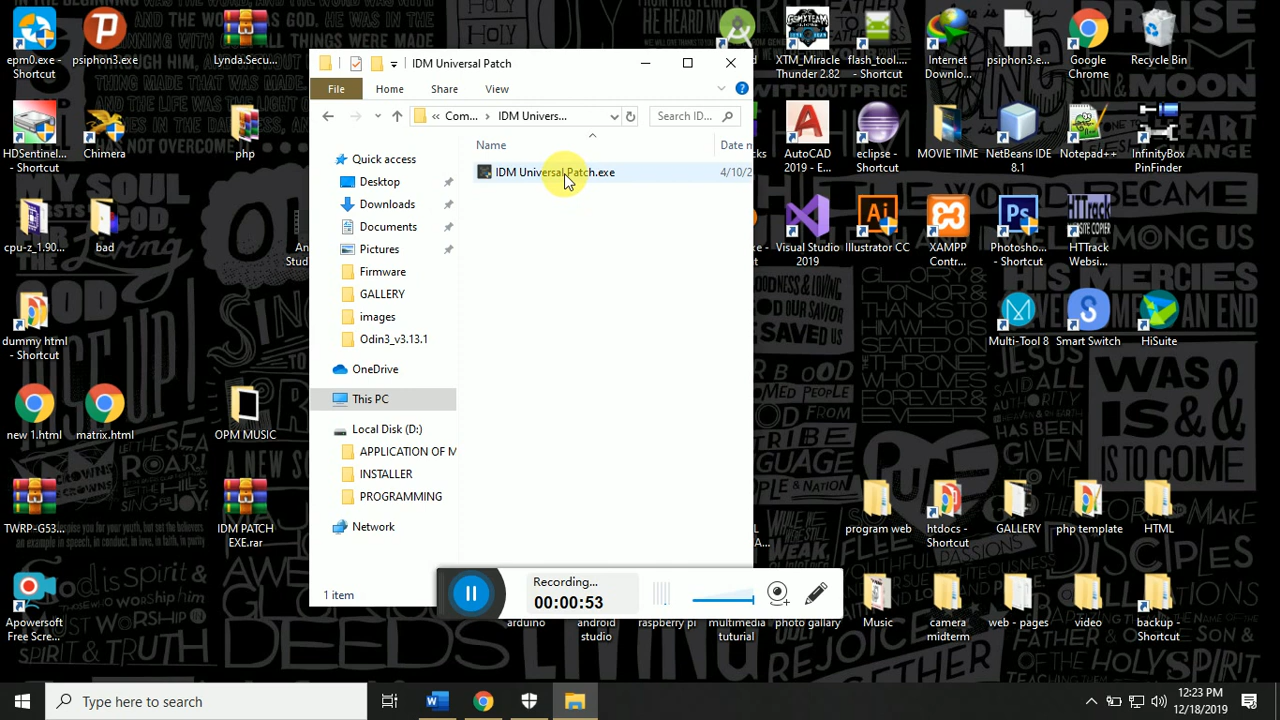 epm0.exe -
Shortcut
psiphon3.exe
Lynda.Secu...
XTM_Miracle
Thunder 2.82
flash_tool....
- Shortcut
Internet
Downloa...
psiphon3.e...
Google
Chrome
Recycle Bin
IDM Universal Patch
File
Home
Share
View
«
Com...
IDM Univers...
Search ID...
Name
Date m
IDM Universal Patch.exe
4/10/2
Quick access
Desktop
Downloads
Documents
Pictures
Firmware
GALLERY
images
Odin3_v3.13.1
OneDrive
This PC
Local Disk (D:)
APPLICATION OF M
INSTALLER
PROGRAMMING
Network
1 item
HDSentinel...
- Shortcut
Chimera
php
AutoCAD
2019 - E...
eclipse -
Shortcut
MOVIE TIME
NetBeans IDE
8.1
Notepad++
InfinityBox
PinFinder
cpu-z_1.90...
bad
Visual Studio
2019
Illustrator CC
XAMPP
Contr...
Photosho...
- Shortcut
HTTrack
Websi...
dummy html
- Shortcut
Multi-Tool 8
Smart Switch
HiSuite
new 1.html
matrix.html
OPM MUSIC
TWRP-G53...
IDM PATCH
EXE.rar
program web
htdocs -
Shortcut
GALLERY
php template
HTML
Apowersoft
Free Scre...
Recording...
00:00:53
arduino
android
studio
raspberry pi
multimedia
tuturial
photo gallary
Music
camera
midterm
web - pages
video
backup -
Shortcut
Type here to search
12:23 PM
12/18/2019